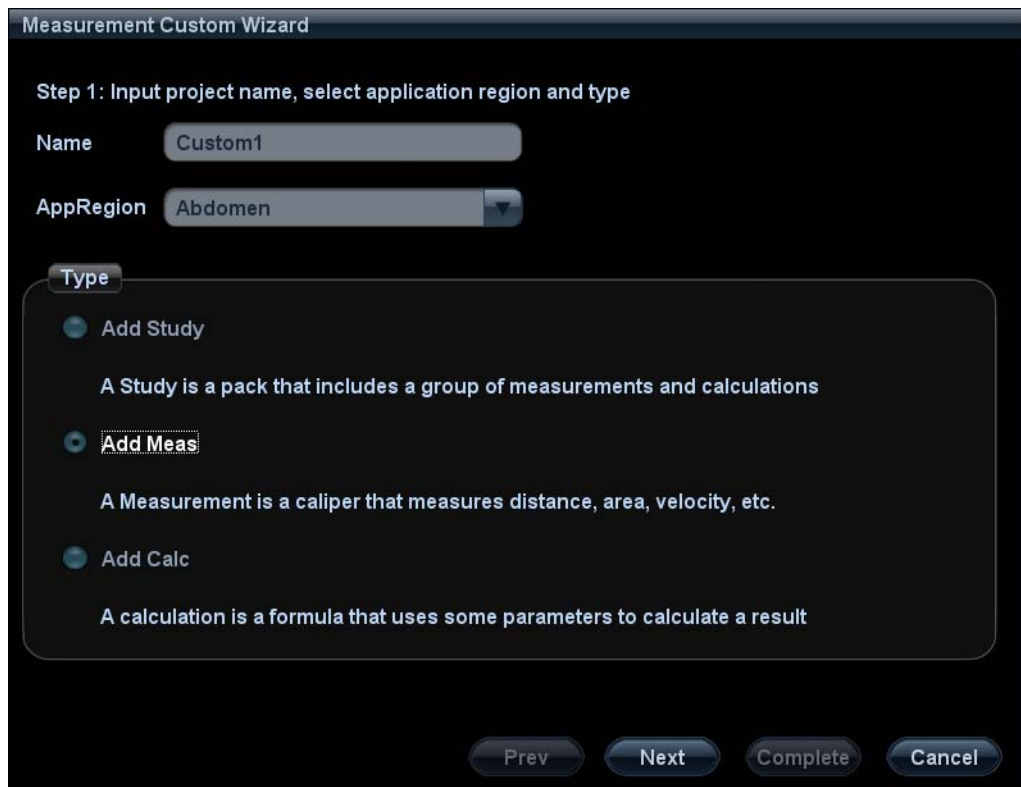 Measurement Custom Wizard
Step 1: Input project name, select application region and type
Name Custom1
AppRegion Abdomen
Type
Add Study
A Study is a pack that includes a group of measurements and calculations
Add Meas
A Measurement is a caliper that measures distance, area, velocity, etc.
Add Calc
A calculation is a formula that uses some parameters to calculate a result
Prev Next Complete Cancel